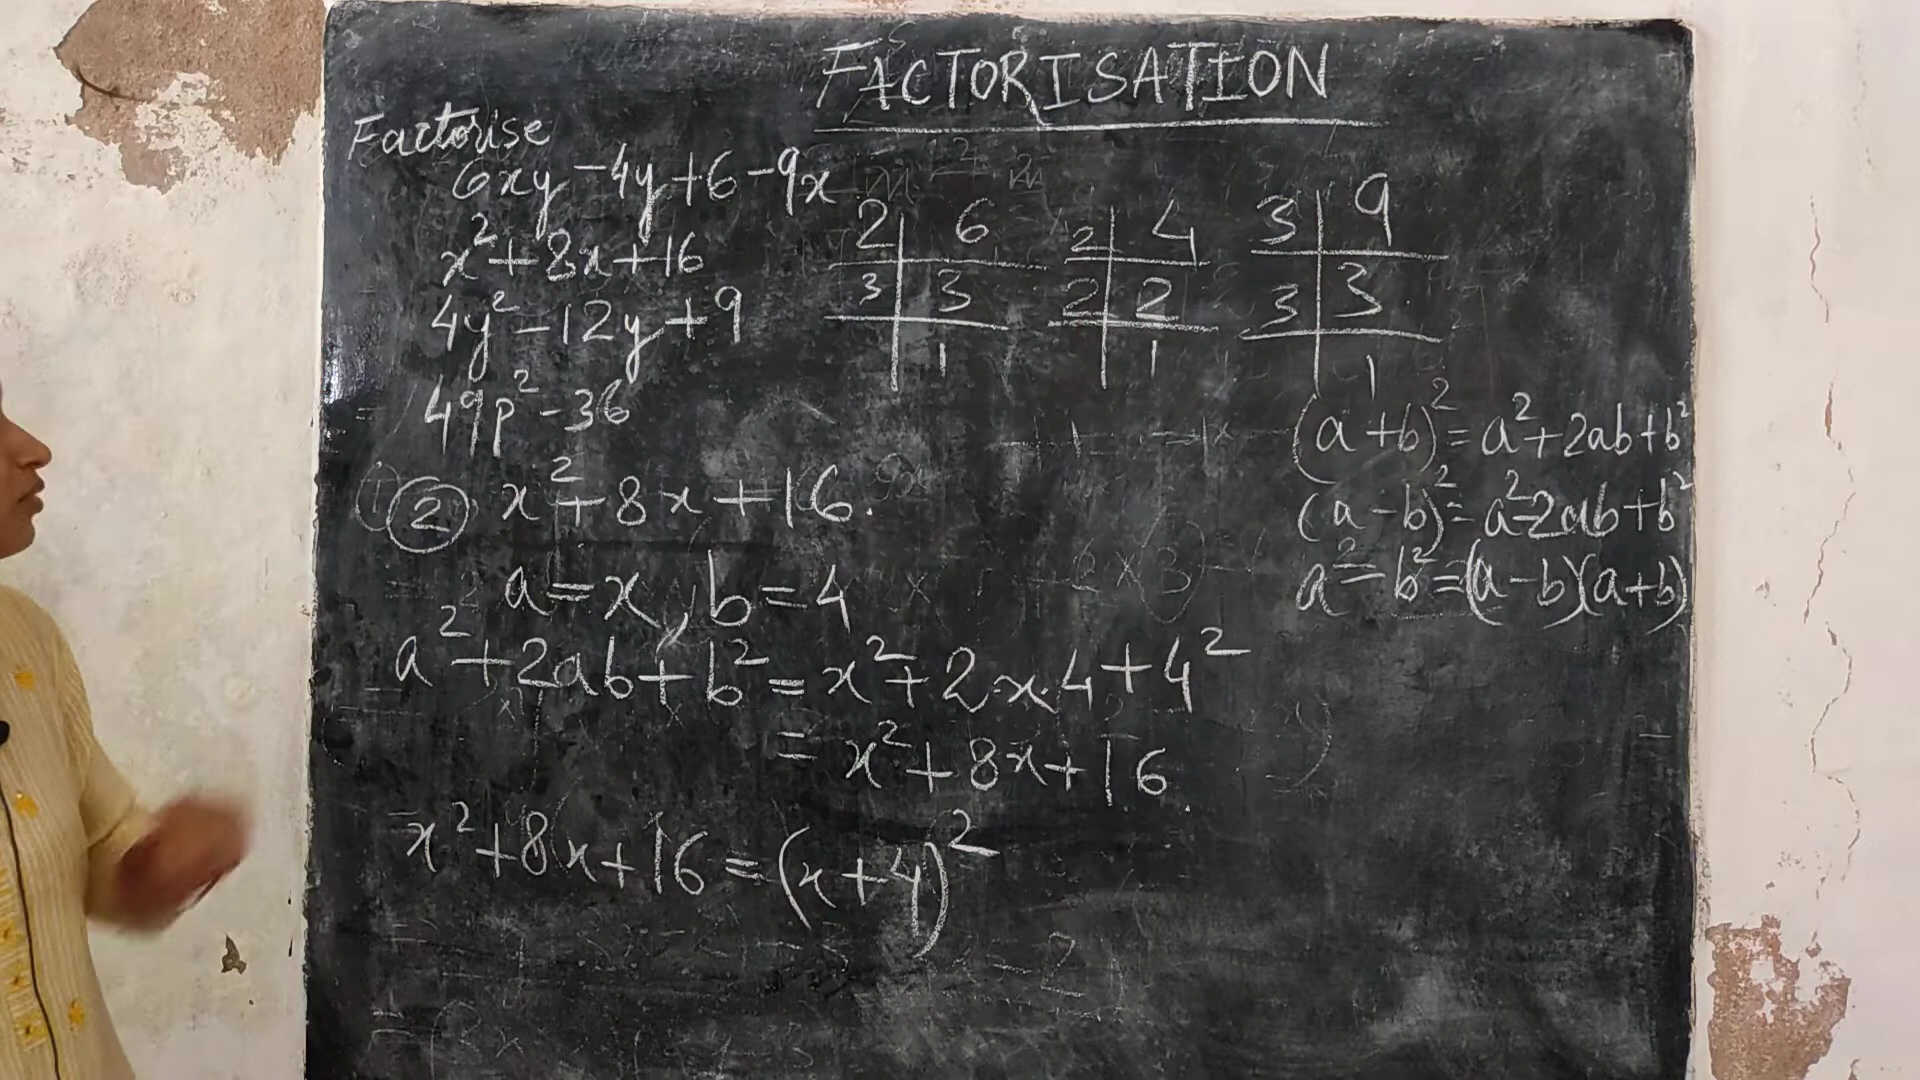 FACTORISATION
Factorise
6xy - 4y + 6 - 9x
x² + 8x + 16
4y² - 12y + 9
49p² - 36
2 | 6
3 | 3
| 1
2 | 4
2 | 2
| 1
3 | 9
3 | 3
| 1
(a + b)² = a² + 2ab + b²
(a - b)² = a² - 2ab + b²
a² - b² = (a - b)(a + b)
② x² + 8x + 16.
a = x, b = 4
a² + 2ab + b² = x² + 2·x·4 + 4²
= x² + 8x + 16.
x² + 8x + 16 = (x + 4)²